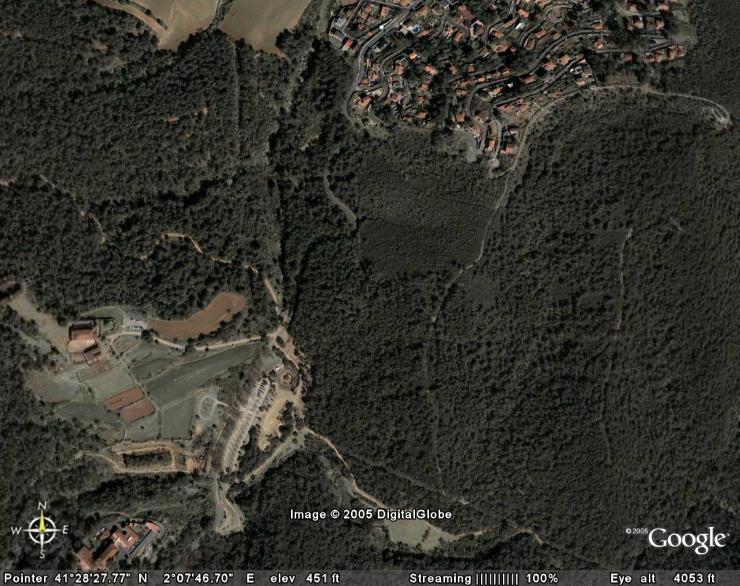 N
W E
S
Image © 2005 DigitalGlobe
© 2005 Google
Pointer 41°28'27.77" N 2°07'46.70" E elev 451 ft Streaming |||||||||| 100% Eye alt 4053 ft